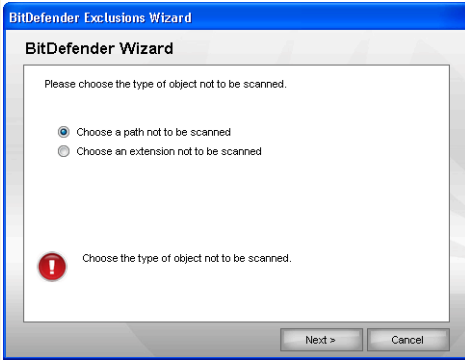 BitDefender Exclusions Wizard
BitDefender Wizard
Please choose the type of object not to be scanned.
Choose a path not to be scanned
Choose an extension not to be scanned
Choose the type of object not to be scanned.
Next >
Cancel